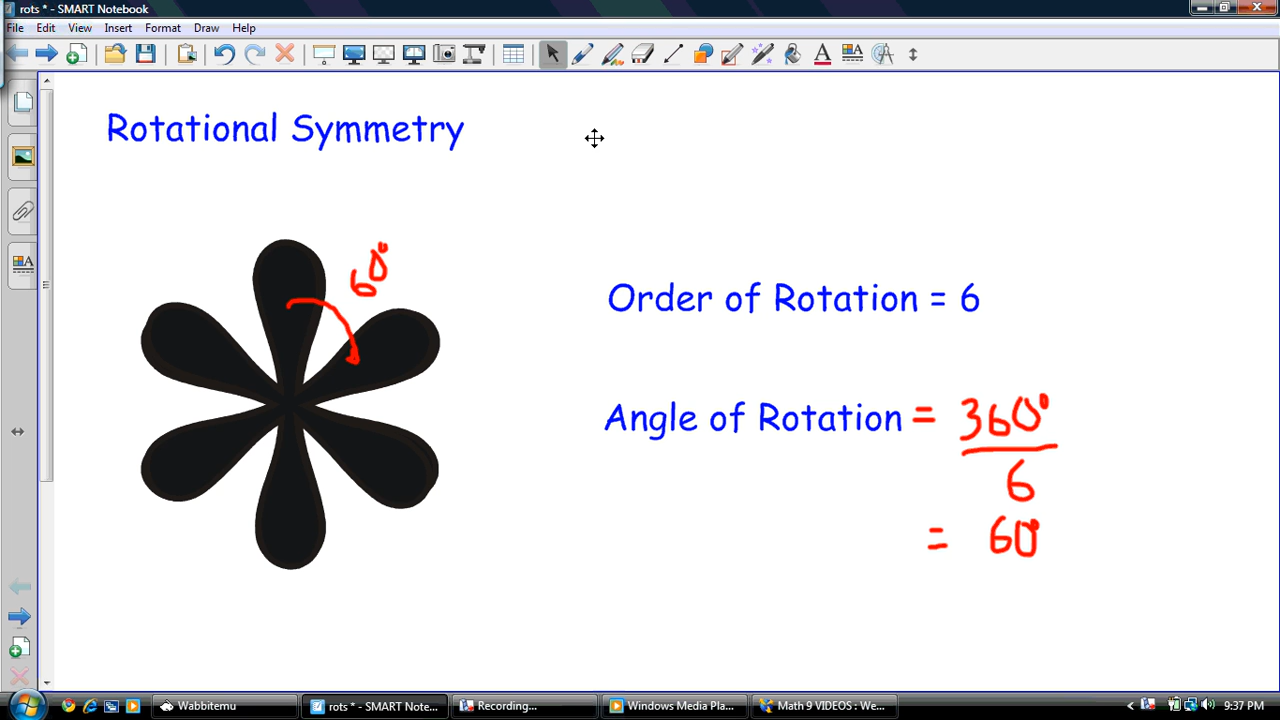 rots * - SMART Notebook
File Edit View Insert Format Draw Help
Rotational Symmetry
60°
Order of Rotation = 6
Angle of Rotation = 360°
6
= 60°
Wabbitemu
rots * - SMART Note...
Recording...
Windows Media Pla...
Math 9 VIDEOS : We...
9:37 PM